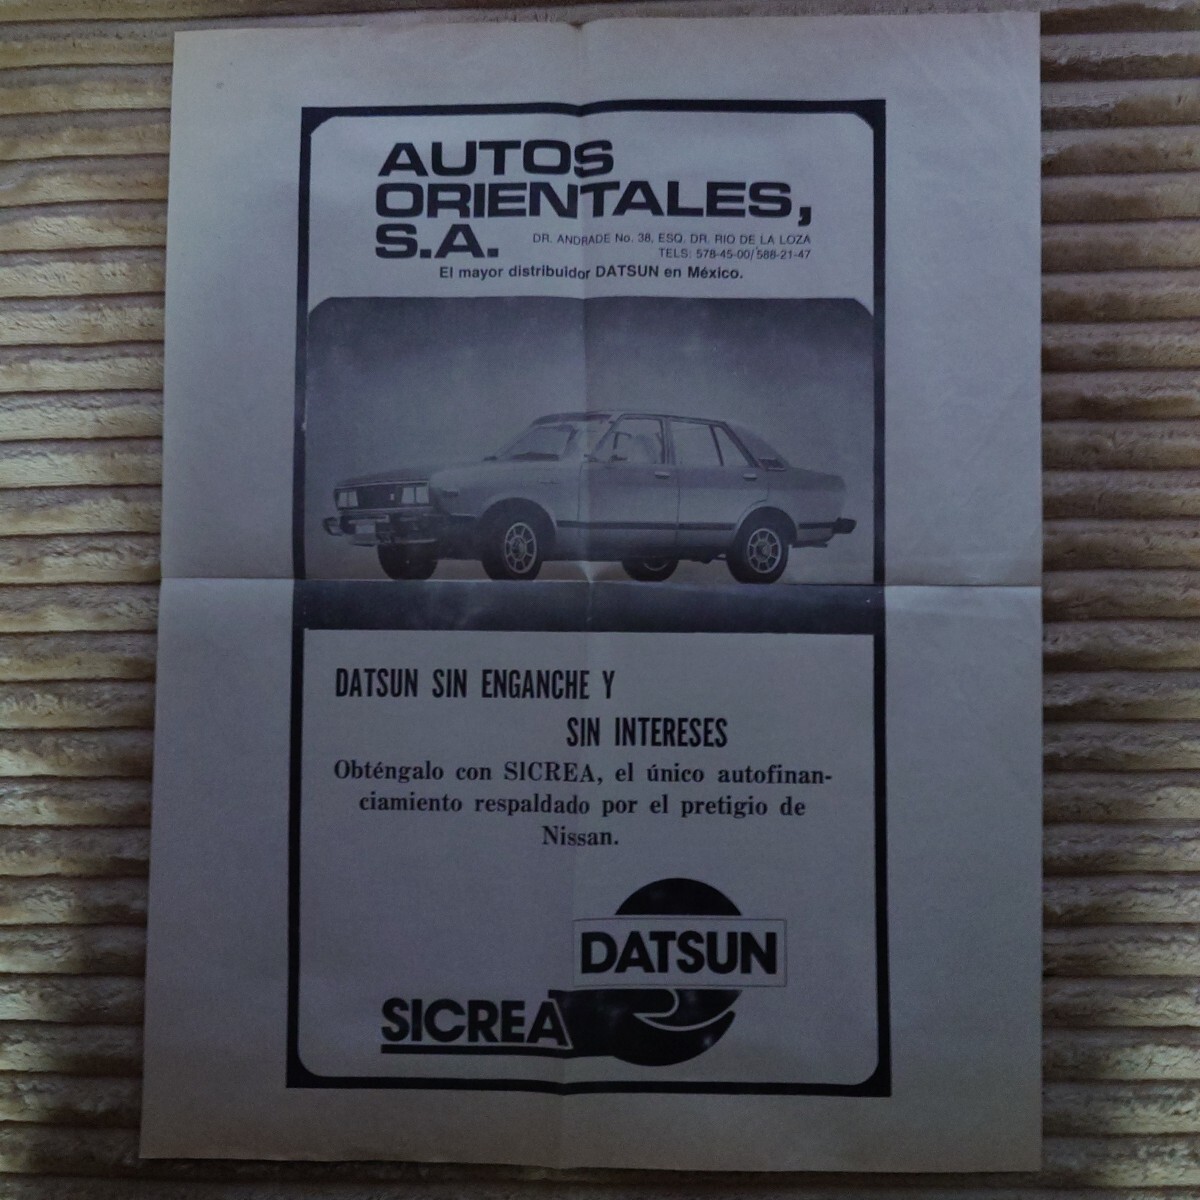 AUTOS
ORIENTALES,
S.A.
DR. ANDRADE No. 38, ESQ. DR. RIO DE LA LOZA
TELS: 578-45-00/588-21-47
El mayor distribuidor DATSUN en México.
DATSUN SIN ENGANCHE Y
SIN INTERESES
Obténgalo con SICREA, el único autofinan-
ciamiento respaldado por el pretigio de
Nissan.
DATSUN
SICREA